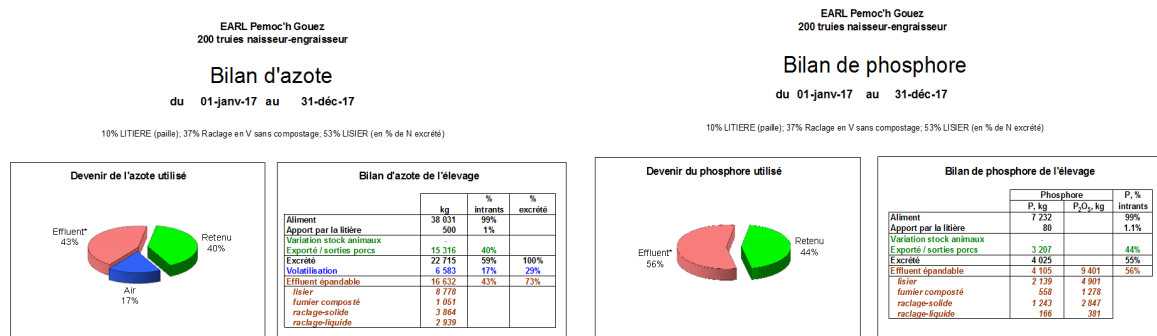 EARL Pemoc'h Gouez
200 truies naisseur-engraisseur
Bilan d'azote
du 01-janv-17 au 31-déc-17
10% LITIERE (paille); 37% Raclage en V sans compostage; 53% LISIER (en % de N excrété)
Devenir de l'azote utilisé
Effluent*
43%
Retenu
40%
Air
17%
Bilan d'azote de l'élevage
kg % intrants % excrété
Aliment 38 031 99%
Apport par la litière 500 1%
Variation stock animaux -
Exporté / sorties porcs 15 316 40%
Excrété 22 715 59% 100%
Volatilisation 6 583 17% 29%
Effluent épandable 16 632 43% 73%
lisier 8 778
fumier composté 1 051
raclage-solide 3 864
raclage-liquide 2 939
EARL Pemoc'h Gouez
200 truies naisseur-engraisseur
Bilan de phosphore
du 01-janv-17 au 31-déc-17
10% LITIERE (paille); 37% Raclage en V sans compostage; 53% LISIER (en % de N excrété)
Devenir du phosphore utilisé
Effluent*
56%
Retenu
44%
Bilan de phosphore de l'élevage
Phosphore P, %
P, kg P₂O₅, kg intrants
Aliment 7 232 99%
Apport par la litière 80 1.1%
Variation stock animaux -
Exporté / sorties porcs 3 207 44%
Excrété 4 025 55%
Effluent épandable 4 105 9 401 56%
lisier 2 139 4 901
fumier composté 558 1 278
raclage-solide 1 243 2 847
raclage-liquide 166 381